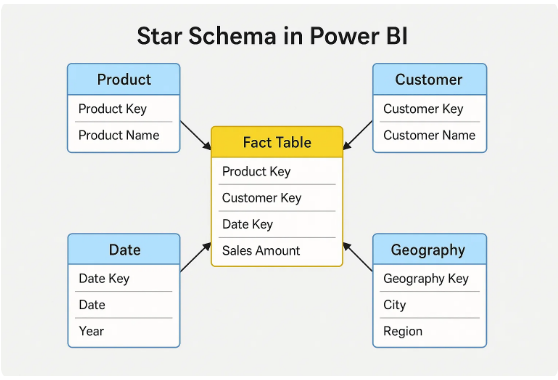 Star Schema in Power BI
Product
Product Key
Product Name
Customer
Customer Key
Customer Name
Fact Table
Product Key
Customer Key
Date Key
Sales Amount
Date
Date Key
Date
Year
Geography
Geography Key
City
Region